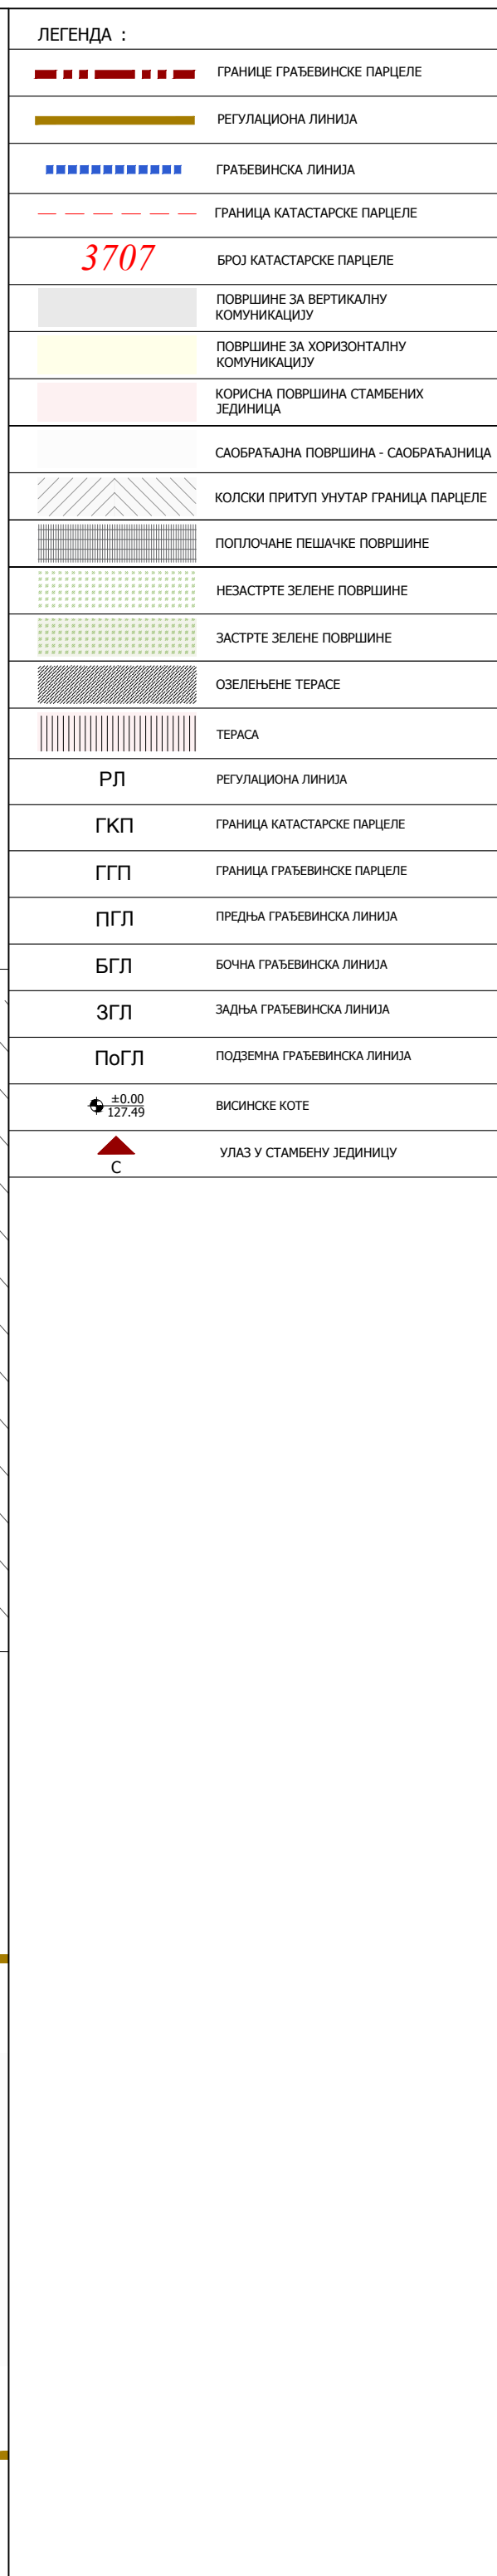 ЛЕГЕНДА :
ГРАНИЦЕ ГРАЂЕВИНСКЕ ПАРЦЕЛЕ
РЕГУЛАЦИОНА ЛИНИЈА
ГРАЂЕВИНСКА ЛИНИЈА
ГРАНИЦА КАТАСТАРСКЕ ПАРЦЕЛЕ
3707 БРОЈ КАТАСТАРСКЕ ПАРЦЕЛЕ
ПОВРШИНЕ ЗА ВЕРТИКАЛНУ
КОМУНИКАЦИЈУ
ПОВРШИНЕ ЗА ХОРИЗОНТАЛНУ
КОМУНИКАЦИЈУ
КОРИСНА ПОВРШИНА СТАМБЕНИХ
ЈЕДИНИЦА
САОБРАЋАЈНА ПОВРШИНА - САОБРАЋАЈНИЦА
КОЛСКИ ПРИТУП УНУТАР ГРАНИЦА ПАРЦЕЛЕ
ПОПЛОЧАНЕ ПЕШАЧКЕ ПОВРШИНЕ
НЕЗАСТРТЕ ЗЕЛЕНЕ ПОВРШИНЕ
ЗАСТРТЕ ЗЕЛЕНЕ ПОВРШИНЕ
ОЗЕЛЕЊЕНЕ ТЕРАСЕ
ТЕРАСА
РЛ РЕГУЛАЦИОНА ЛИНИЈА
ГКП ГРАНИЦА КАТАСТАРСКЕ ПАРЦЕЛЕ
ГГП ГРАНИЦА ГРАЂЕВИНСКЕ ПАРЦЕЛЕ
ПГЛ ПРЕДЊА ГРАЂЕВИНСКА ЛИНИЈА
БГЛ БОЧНА ГРАЂЕВИНСКА ЛИНИЈА
ЗГЛ ЗАДЊА ГРАЂЕВИНСКА ЛИНИЈА
ПоГЛ ПОДЗЕМНА ГРАЂЕВИНСКА ЛИНИЈА
±0.00
127.49 ВИСИНСКЕ КОТЕ
С УЛАЗ У СТАМБЕНУ ЈЕДИНИЦУ